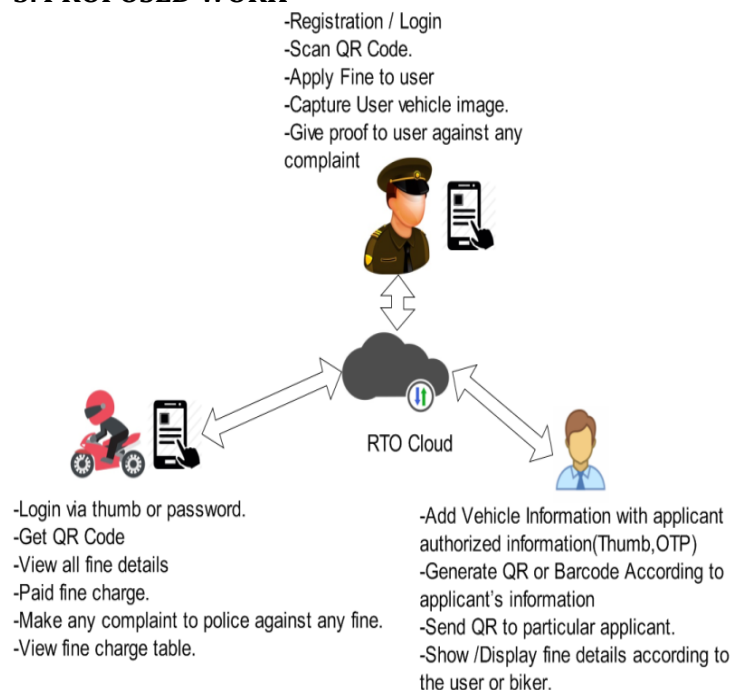 -Registration / Login
-Scan QR Code.
-Apply Fine to user
-Capture User vehicle image.
-Give proof to user against any
complaint
RTO Cloud
-Login via thumb or password.
-Get QR Code
-View all fine details
-Paid fine charge.
-Make any complaint to police against any fine.
-View fine charge table.
-Add Vehicle Information with applicant
authorized information(Thumb,OTP)
-Generate QR or Barcode According to
applicant's information
-Send QR to particular applicant.
-Show /Display fine details according to
the user or biker.